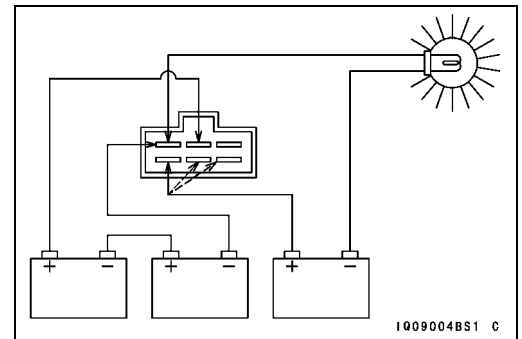 + − + − + −
IQ09004BS1 C